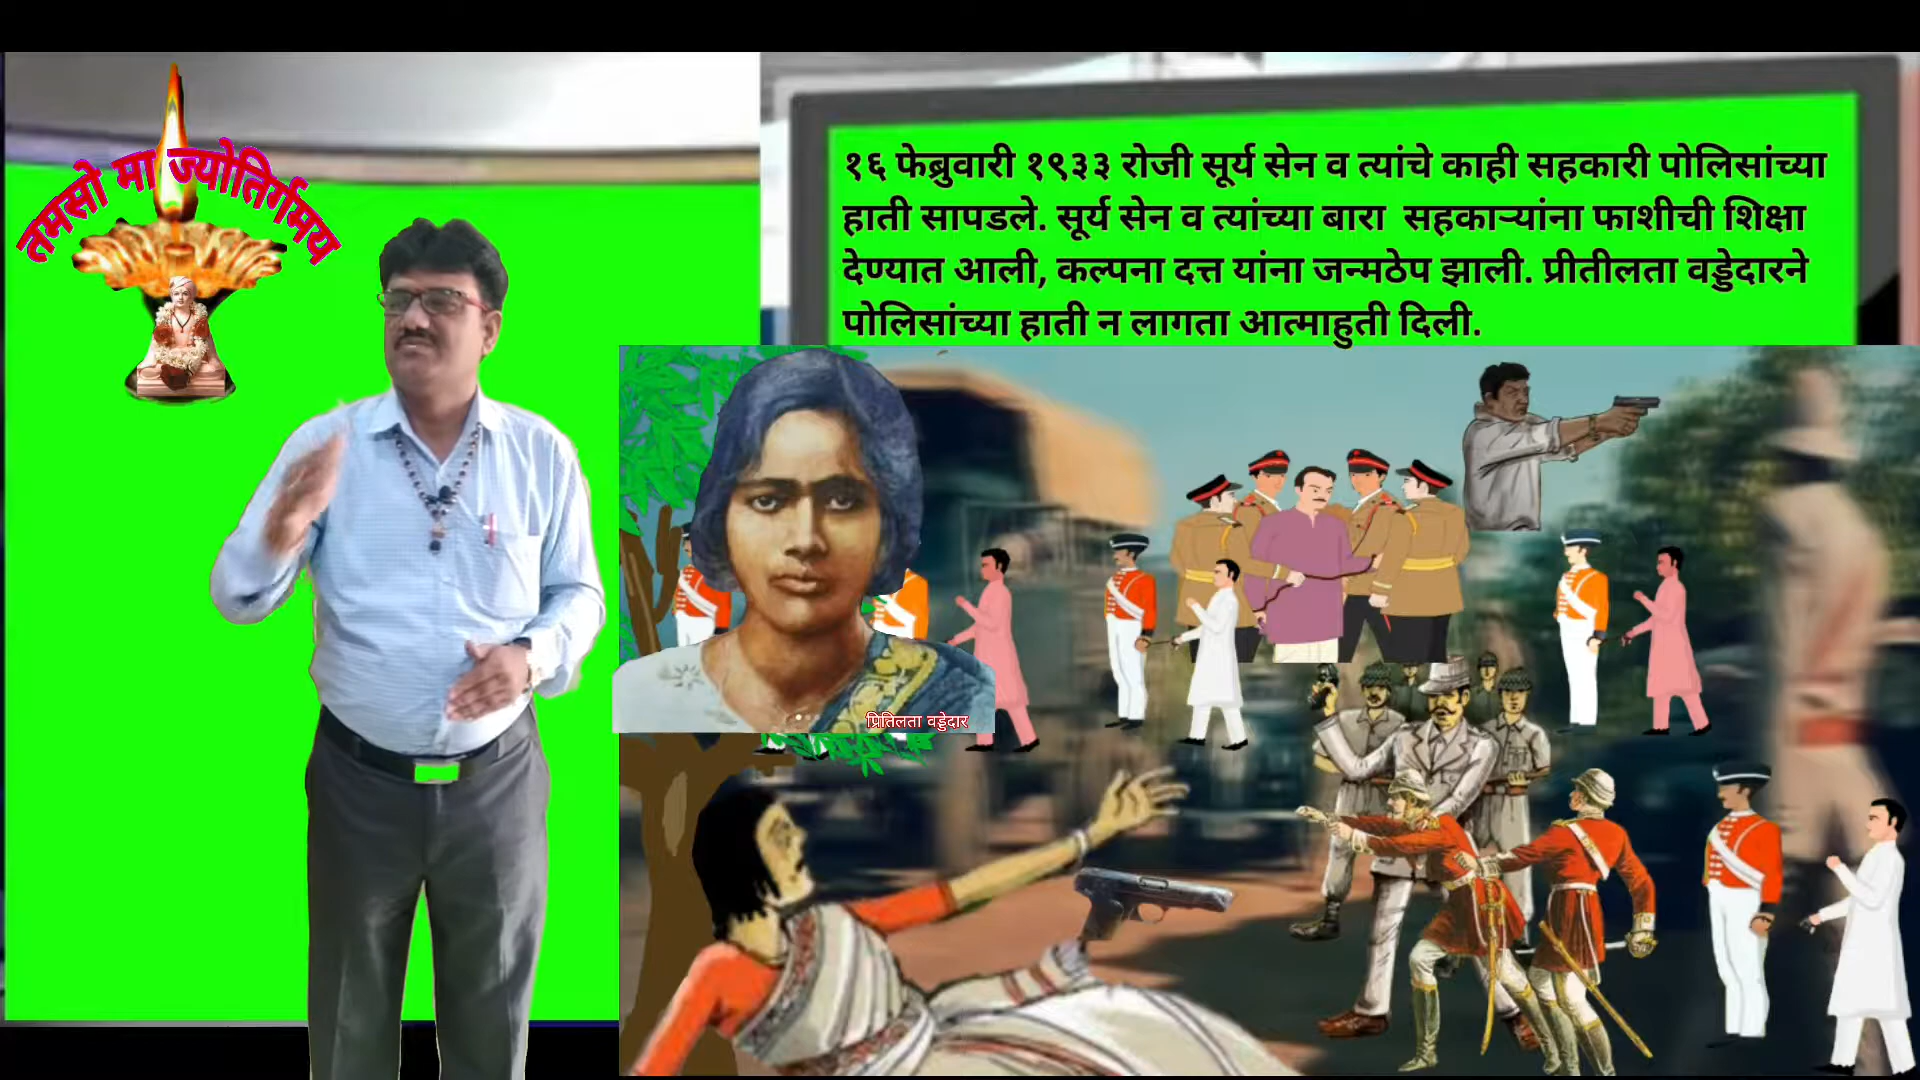 तमसो मा ज्योतिर्गमय
१६ फेब्रुवारी १९३३ रोजी सूर्य सेन व त्यांचे काही सहकारी पोलिसांच्या
हाती सापडले. सूर्य सेन व त्यांच्या बारा सहकाऱ्यांना फाशीची शिक्षा
देण्यात आली, कल्पना दत्त यांना जन्मठेप झाली. प्रीतीलता वड्डेदारने
पोलिसांच्या हाती न लागता आत्माहुती दिली.
प्रितिलता वड्डेदार